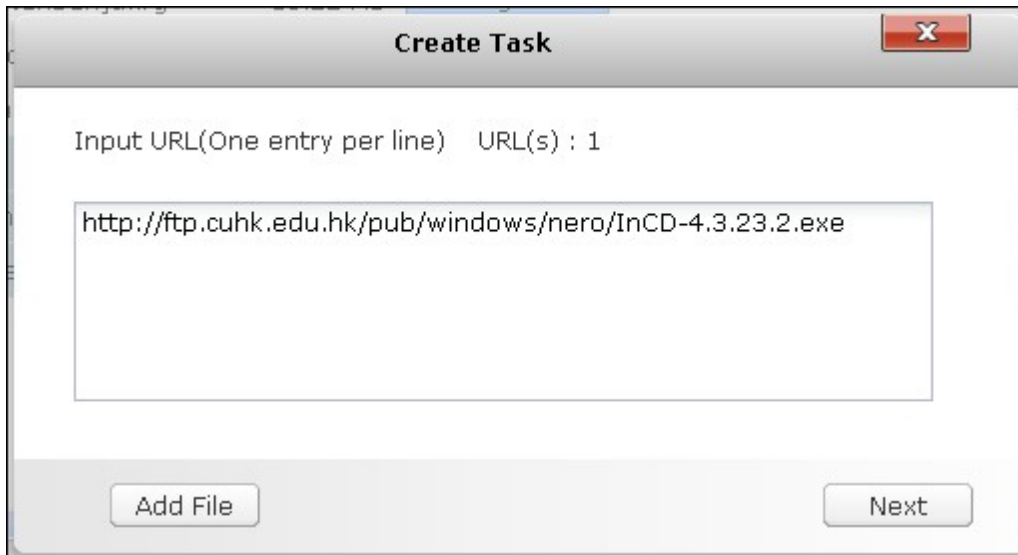 Create Task
Input URL(One entry per line) URL(s) : 1
http://ftp.cuhk.edu.hk/pub/windows/nero/InCD-4.3.23.2.exe
Add File
Next